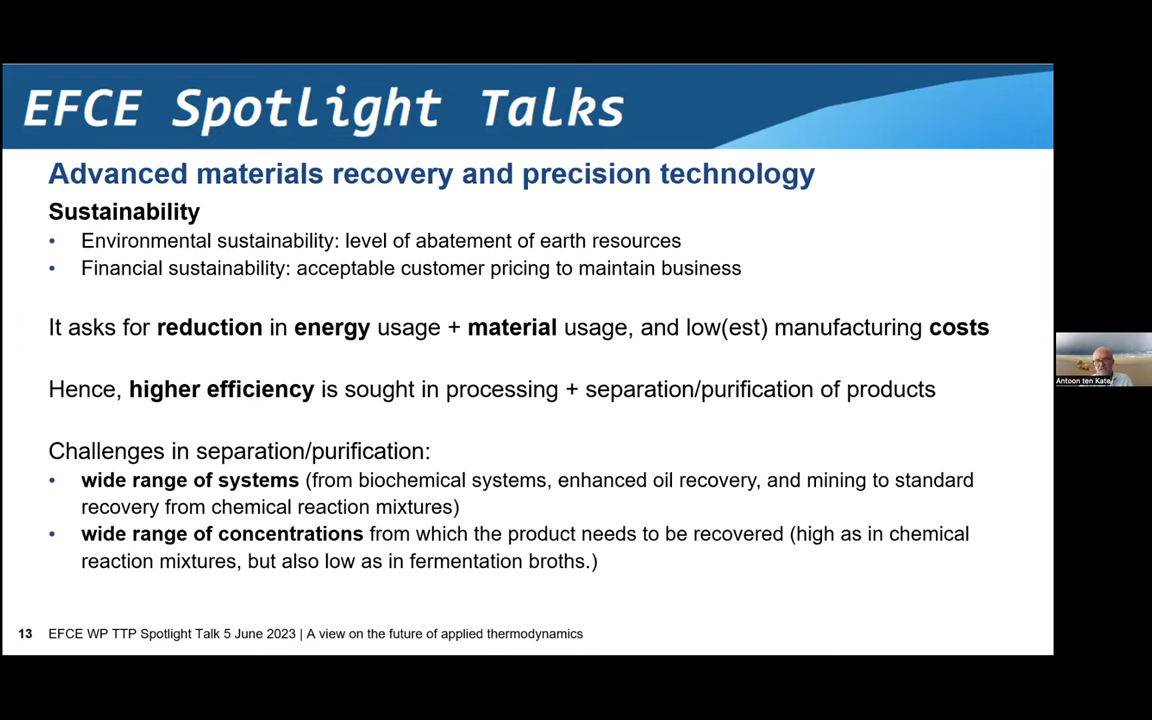 EFCE Spotlight Talks
Advanced materials recovery and precision technology
Sustainability
• Environmental sustainability: level of abatement of earth resources
• Financial sustainability: acceptable customer pricing to maintain business
It asks for reduction in energy usage + material usage, and low(est) manufacturing costs
Hence, higher efficiency is sought in processing + separation/purification of products
Challenges in separation/purification:
• wide range of systems (from biochemical systems, enhanced oil recovery, and mining to standard
recovery from chemical reaction mixtures)
• wide range of concentrations from which the product needs to be recovered (high as in chemical
reaction mixtures, but also low as in fermentation broths.)
13 EFCE WP TTP Spotlight Talk 5 June 2023 | A view on the future of applied thermodynamics
Antoon ten Kate